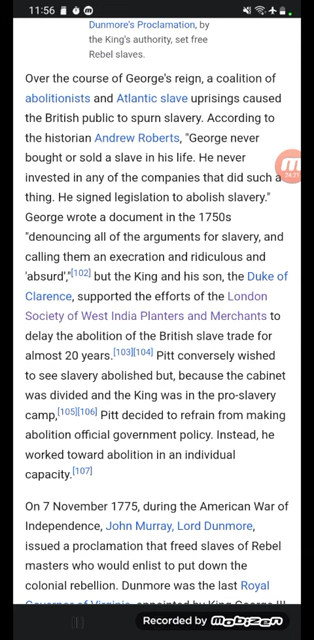 11:56
Dunmore's Proclamation, by
the King's authority, set free
Rebel slaves.
Over the course of George's reign, a coalition of
abolitionists and Atlantic slave uprisings caused
the British public to spurn slavery. According to
the historian Andrew Roberts, "George never
bought or sold a slave in his life. He never
invested in any of the companies that did such a
thing. He signed legislation to abolish slavery."
George wrote a document in the 1750s
"denouncing all of the arguments for slavery, and
calling them an execration and ridiculous and
'absurd',"[102] but the King and his son, the Duke of
Clarence, supported the efforts of the London
Society of West India Planters and Merchants to
delay the abolition of the British slave trade for
almost 20 years.[103][104] Pitt conversely wished
to see slavery abolished but, because the cabinet
was divided and the King was in the pro-slavery
camp,[105][106] Pitt decided to refrain from making
abolition official government policy. Instead, he
worked toward abolition in an individual
capacity.[107]
On 7 November 1775, during the American War of
Independence, John Murray, Lord Dunmore,
issued a proclamation that freed slaves of Rebel
masters who would enlist to put down the
colonial rebellion. Dunmore was the last Royal
Governor of Virginia, appointed by King George III
Recorded by Mobizen